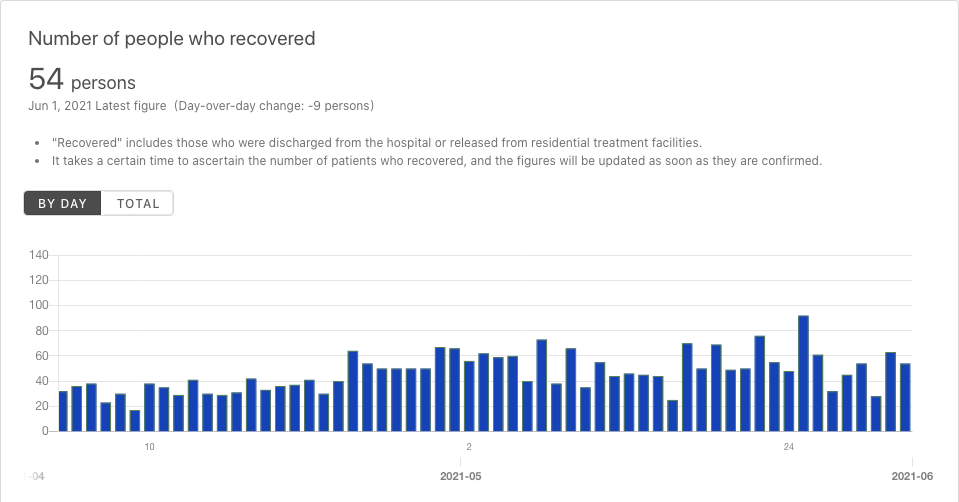 Number of people who recovered
54 persons
Jun 1, 2021 Latest figure (Day-over-day change: -9 persons)
• "Recovered" includes those who were discharged from the hospital or released from residential treatment facilities.
• It takes a certain time to ascertain the number of patients who recovered, and the figures will be updated as soon as they are confirmed.
BY DAY TOTAL
140
120
100
80
60
40
20
0
10 2 24
-04 2021-05 2021-06